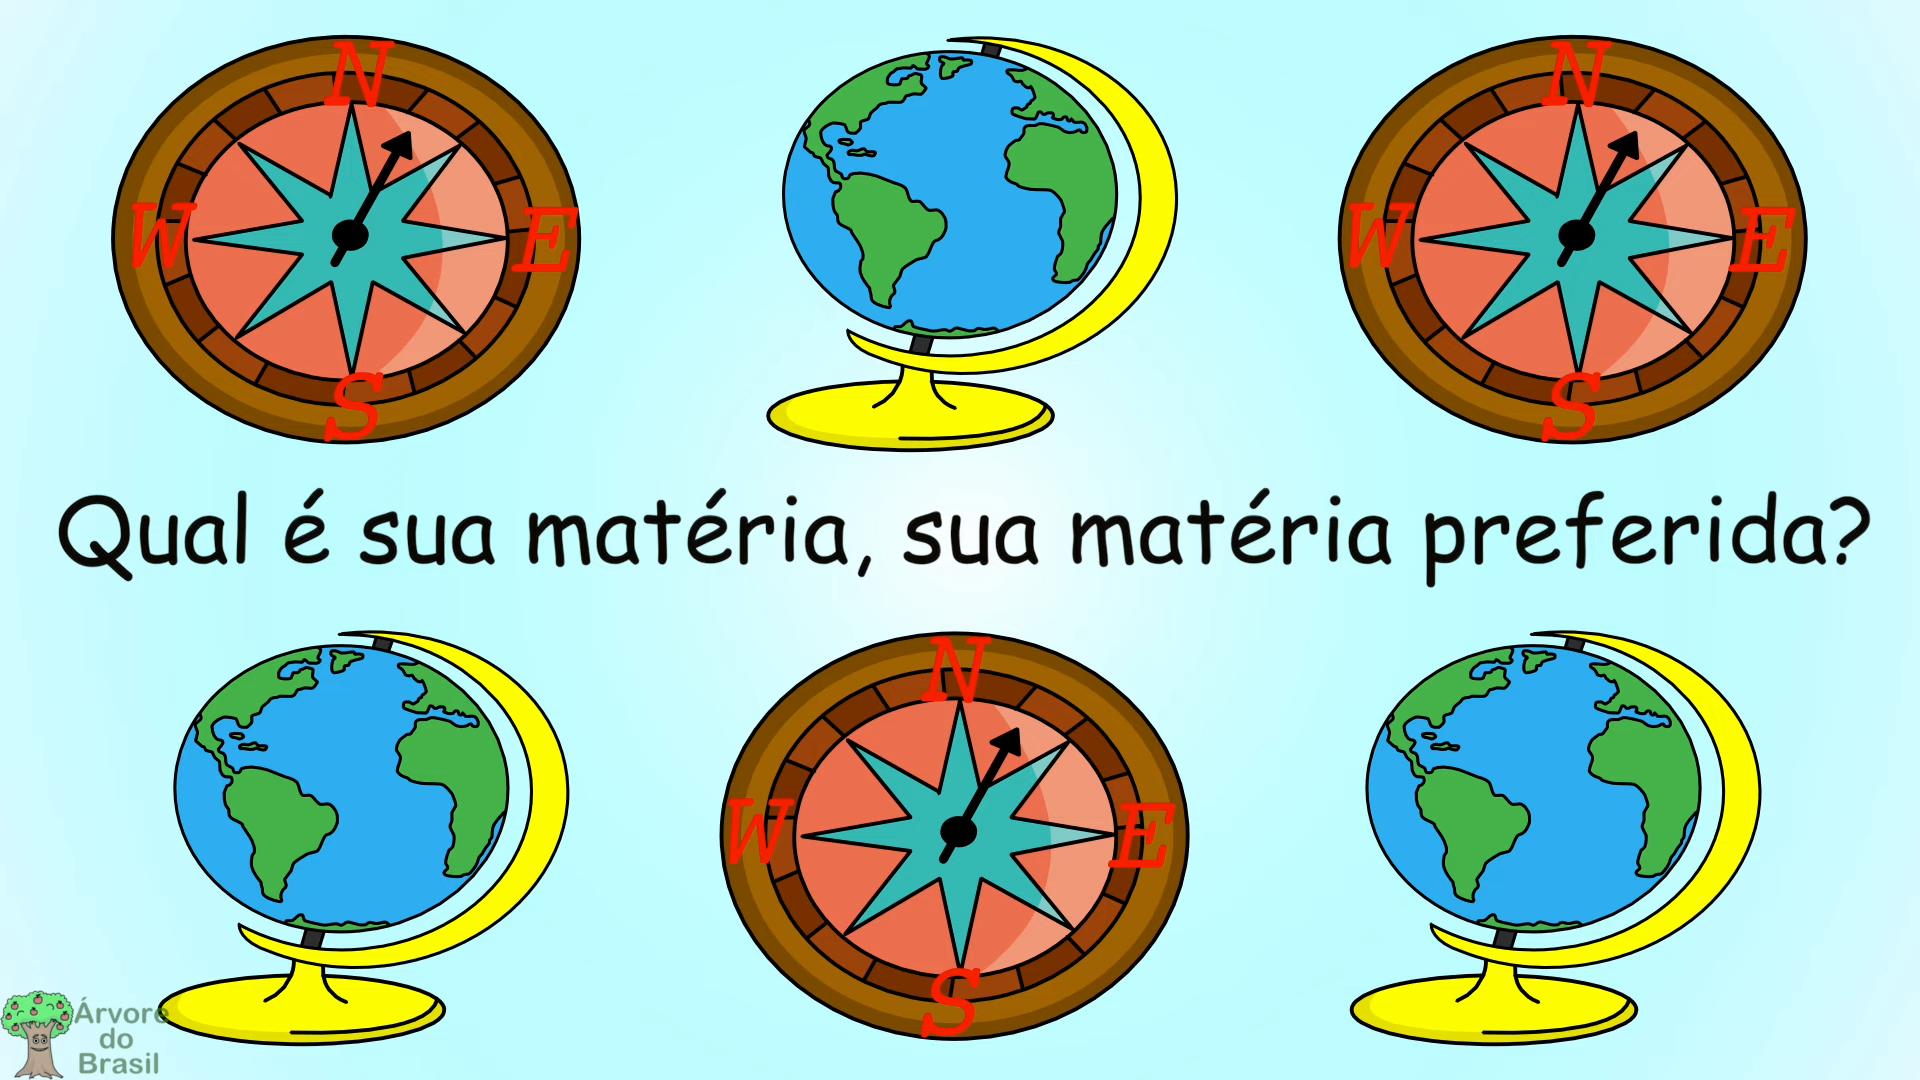 N N
W E W E
S S
Qual é sua matéria, sua matéria preferida?
N
W E
S
Árvore
do
Brasil